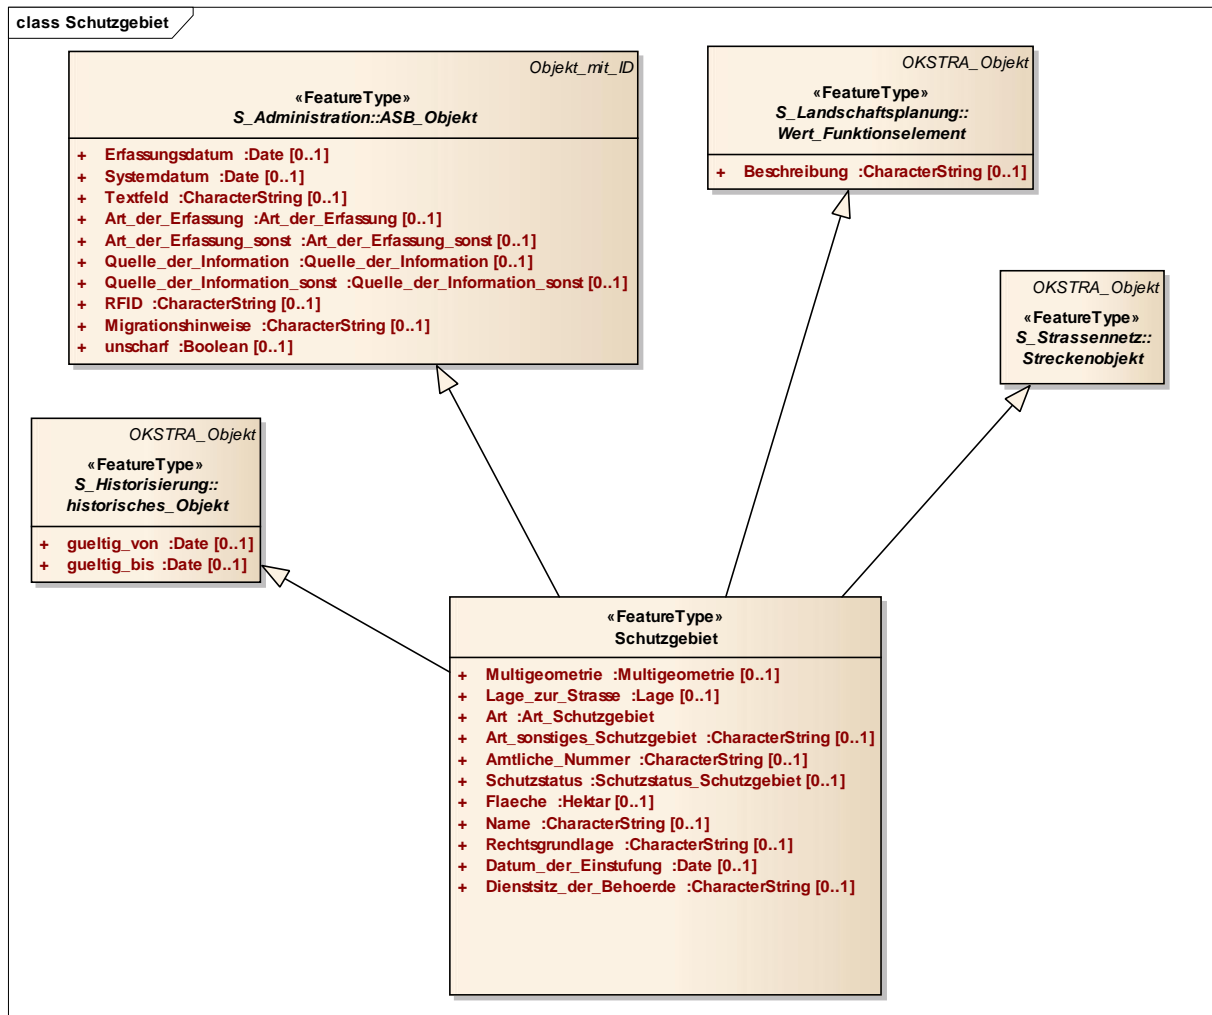 class Schutzgebiet
Objekt_mit_ID
«FeatureType»
S_Administration::ASB_Objekt
+ Erfassungsdatum :Date [0..1]
+ Systemdatum :Date [0..1]
+ Textfeld :CharacterString [0..1]
+ Art_der_Erfassung :Art_der_Erfassung [0..1]
+ Art_der_Erfassung_sonst :Art_der_Erfassung_sonst [0..1]
+ Quelle_der_Information :Quelle_der_Information [0..1]
+ Quelle_der_Information_sonst :Quelle_der_Information_sonst [0..1]
+ RFID :CharacterString [0..1]
+ Migrationshinweise :CharacterString [0..1]
+ unscharf :Boolean [0..1]
OKSTRA_Objekt
«FeatureType»
S_Landschaftsplanung::
Wert_Funktionselement
+ Beschreibung :CharacterString [0..1]
OKSTRA_Objekt
«FeatureType»
S_Strassennetz::
Streckenobjekt
OKSTRA_Objekt
«FeatureType»
S_Historisierung::
historisches_Objekt
+ gueltig_von :Date [0..1]
+ gueltig_bis :Date [0..1]
«FeatureType»
Schutzgebiet
+ Multigeometrie :Multigeometrie [0..1]
+ Lage_zur_Strasse :Lage [0..1]
+ Art :Art_Schutzgebiet
+ Art_sonstiges_Schutzgebiet :CharacterString [0..1]
+ Amtliche_Nummer :CharacterString [0..1]
+ Schutzstatus :Schutzstatus_Schutzgebiet [0..1]
+ Flaeche :Hektar [0..1]
+ Name :CharacterString [0..1]
+ Rechtsgrundlage :CharacterString [0..1]
+ Datum_der_Einstufung :Date [0..1]
+ Dienstsitz_der_Behoerde :CharacterString [0..1]